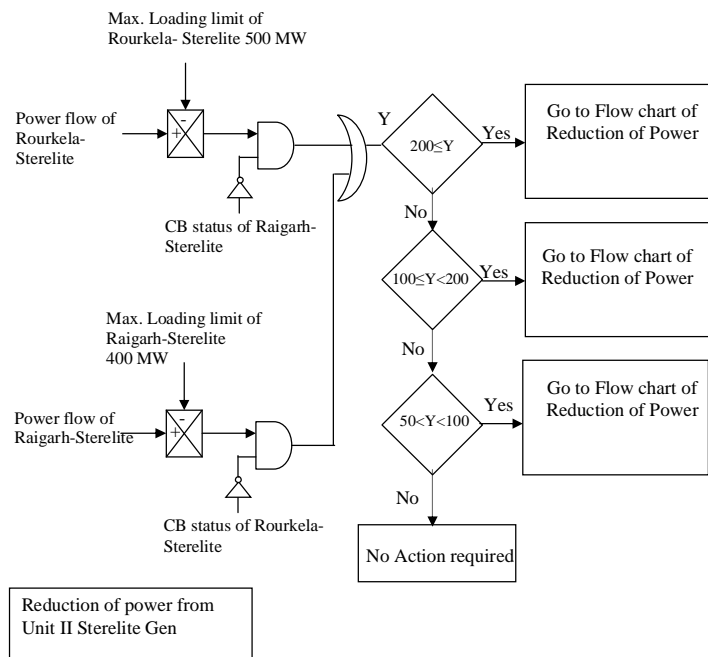 Max. Loading limit of
Rourkela- Sterelite 500 MW
Power flow of
Rourkela-
Sterelite
-
+
CB status of Raigarh-
Sterelite
Y
200≤Y
Yes
Go to Flow chart of
Reduction of Power
No
100≤Y<200
Yes
Go to Flow chart of
Reduction of Power
No
50<Y<100
Yes
Go to Flow chart of
Reduction of Power
No
No Action required
Max. Loading limit of
Raigarh-Sterelite
400 MW
Power flow of
Raigarh-Sterelite
-
+
CB status of Rourkela-
Sterelite
Reduction of power from
Unit II Sterelite Gen